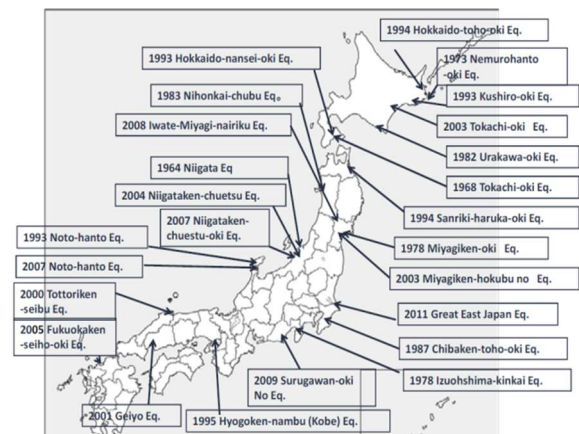 1994 Hokkaido-toho-oki Eq.
1993 Hokkaido-nansei-oki Eq.
1973 Nemurohanto
-oki Eq.
1983 Nihonkai-chubu Eq.
1993 Kushiro-oki Eq.
2008 Iwate-Miyagi-nairiku Eq.
2003 Tokachi-oki Eq.
1982 Urakawa-oki Eq.
1964 Niigata Eq
1968 Tokachi-oki Eq.
2004 Niigataken-chuetsu Eq.
1994 Sanriki-haruka-oki Eq.
2007 Niigataken-
chuestu-oki Eq.
1993 Noto-hanto Eq.
1978 Miyagiken-oki Eq.
2007 Noto-hanto Eq.
2003 Miyagiken-hokubu no Eq.
2000 Tottoriken
-seibu Eq.
2011 Great East Japan Eq.
2005 Fukuokaken
-seiho-oki Eq.
1987 Chibaken-toho-oki Eq.
2009 Surugawan-oki
No Eq.
1978 Izuohshima-kinkai Eq.
2001 Geiyo Eq.
1995 Hyogoken-nambu (Kobe) Eq.